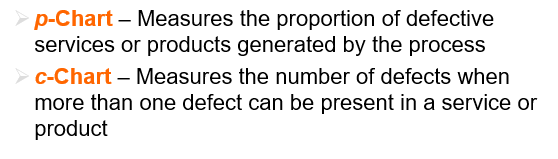 p-Chart – Measures the proportion of defective
services or products generated by the process
c-Chart – Measures the number of defects when
more than one defect can be present in a service or
product